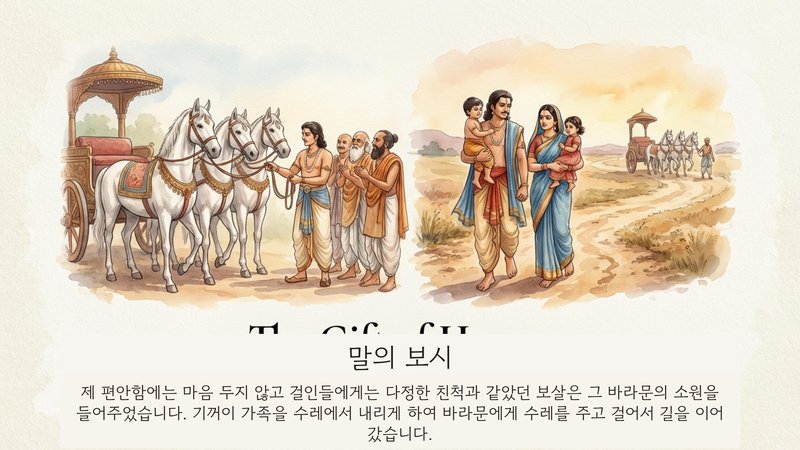 The Gift of H
말의 보시
제 편안함에는 마음 두지 않고 걸인들에게는 다정한 친척과 같았던 보살은 그 바라문의 소원을
들어주었습니다. 기꺼이 가족을 수레에서 내리게 하여 바라문에게 수레를 주고 걸어서 길을 이어
갔습니다.